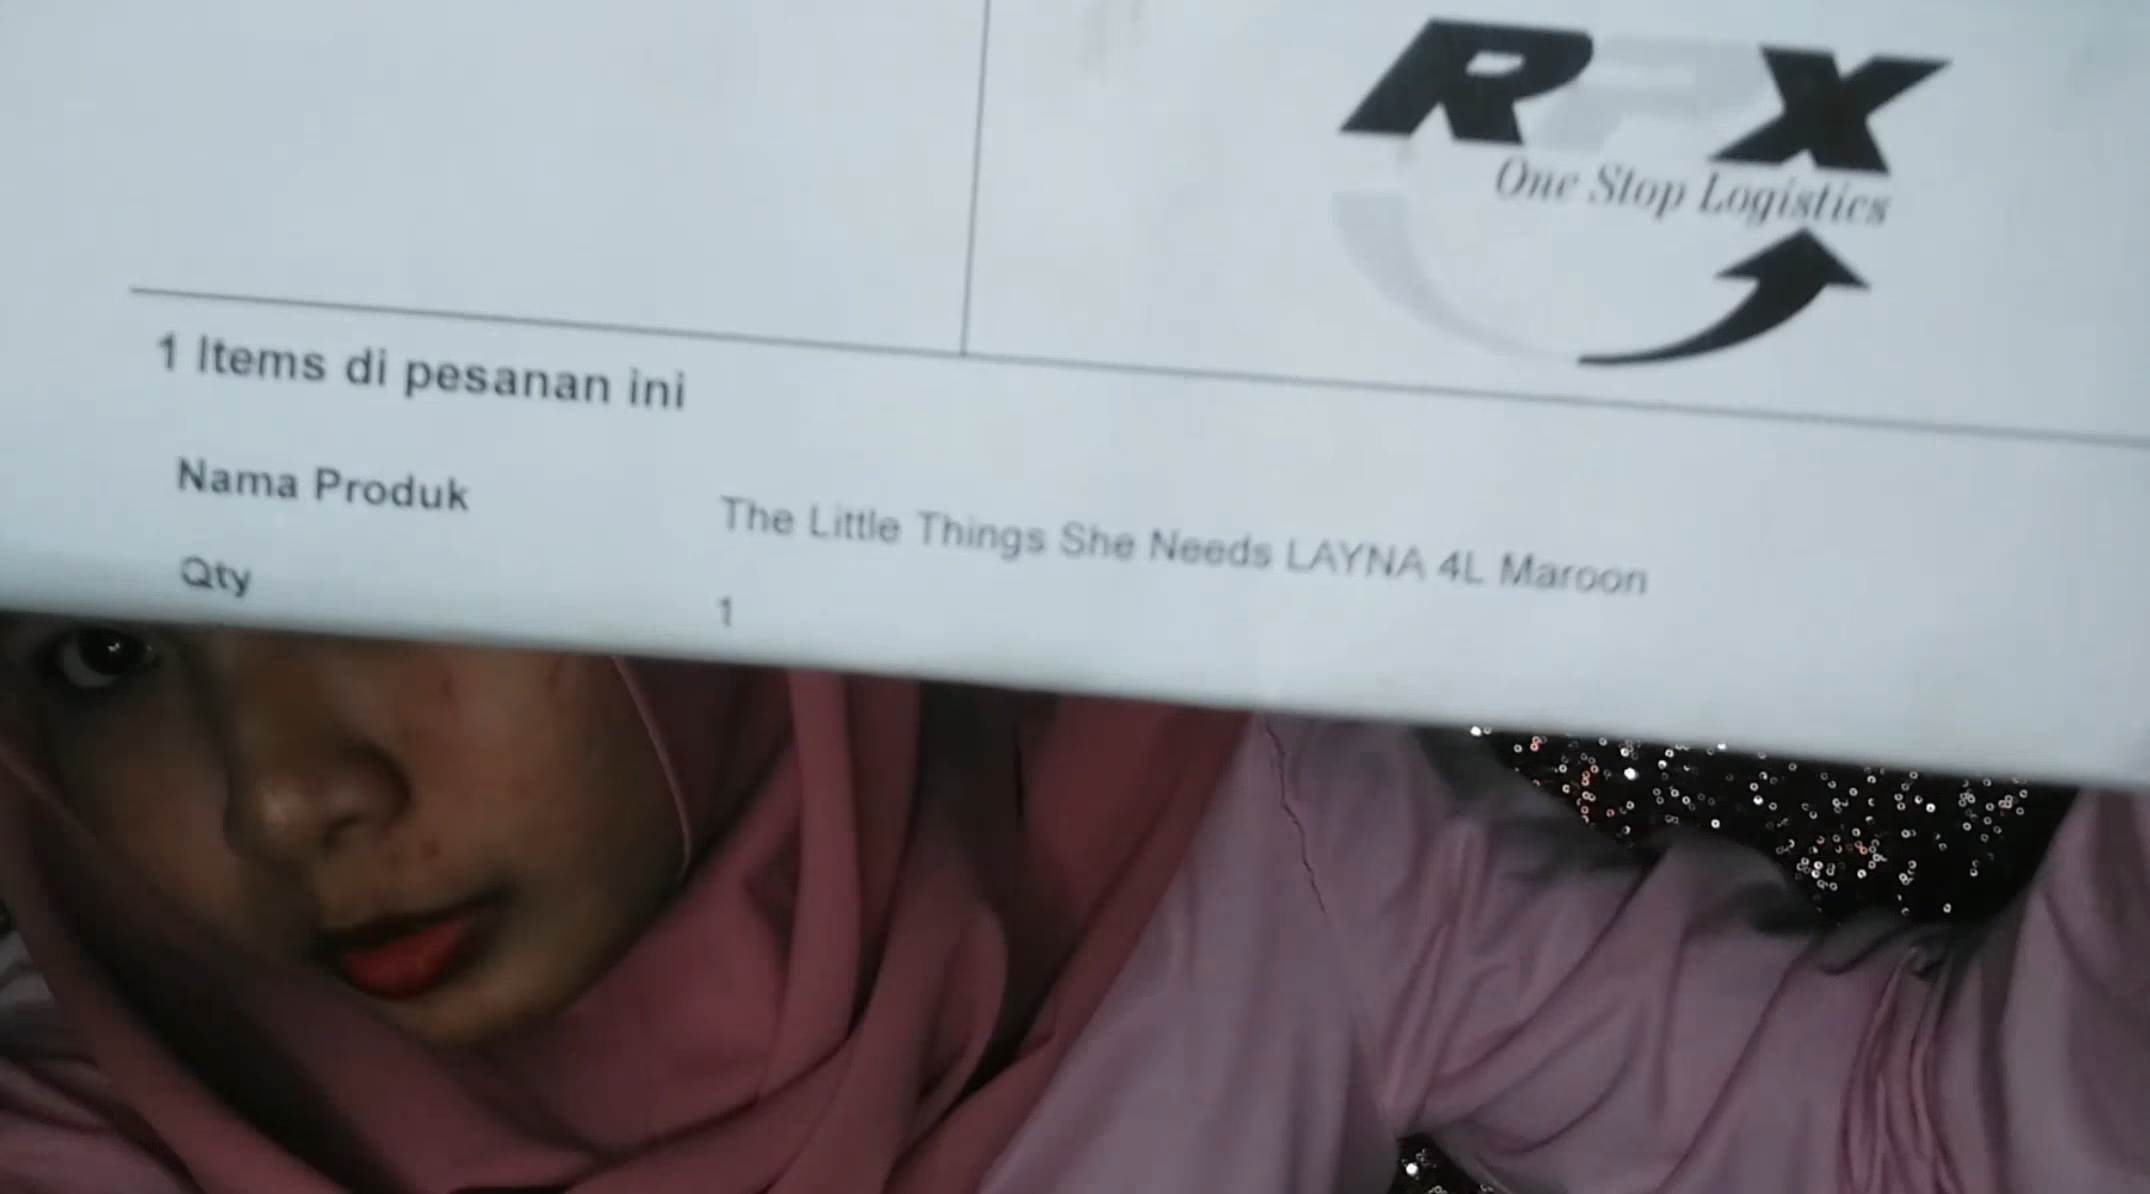 RPX
One Stop Logistics
1 Items di pesanan ini
Nama Produk The Little Things She Needs LAYNA 4L Maroon
Qty 1